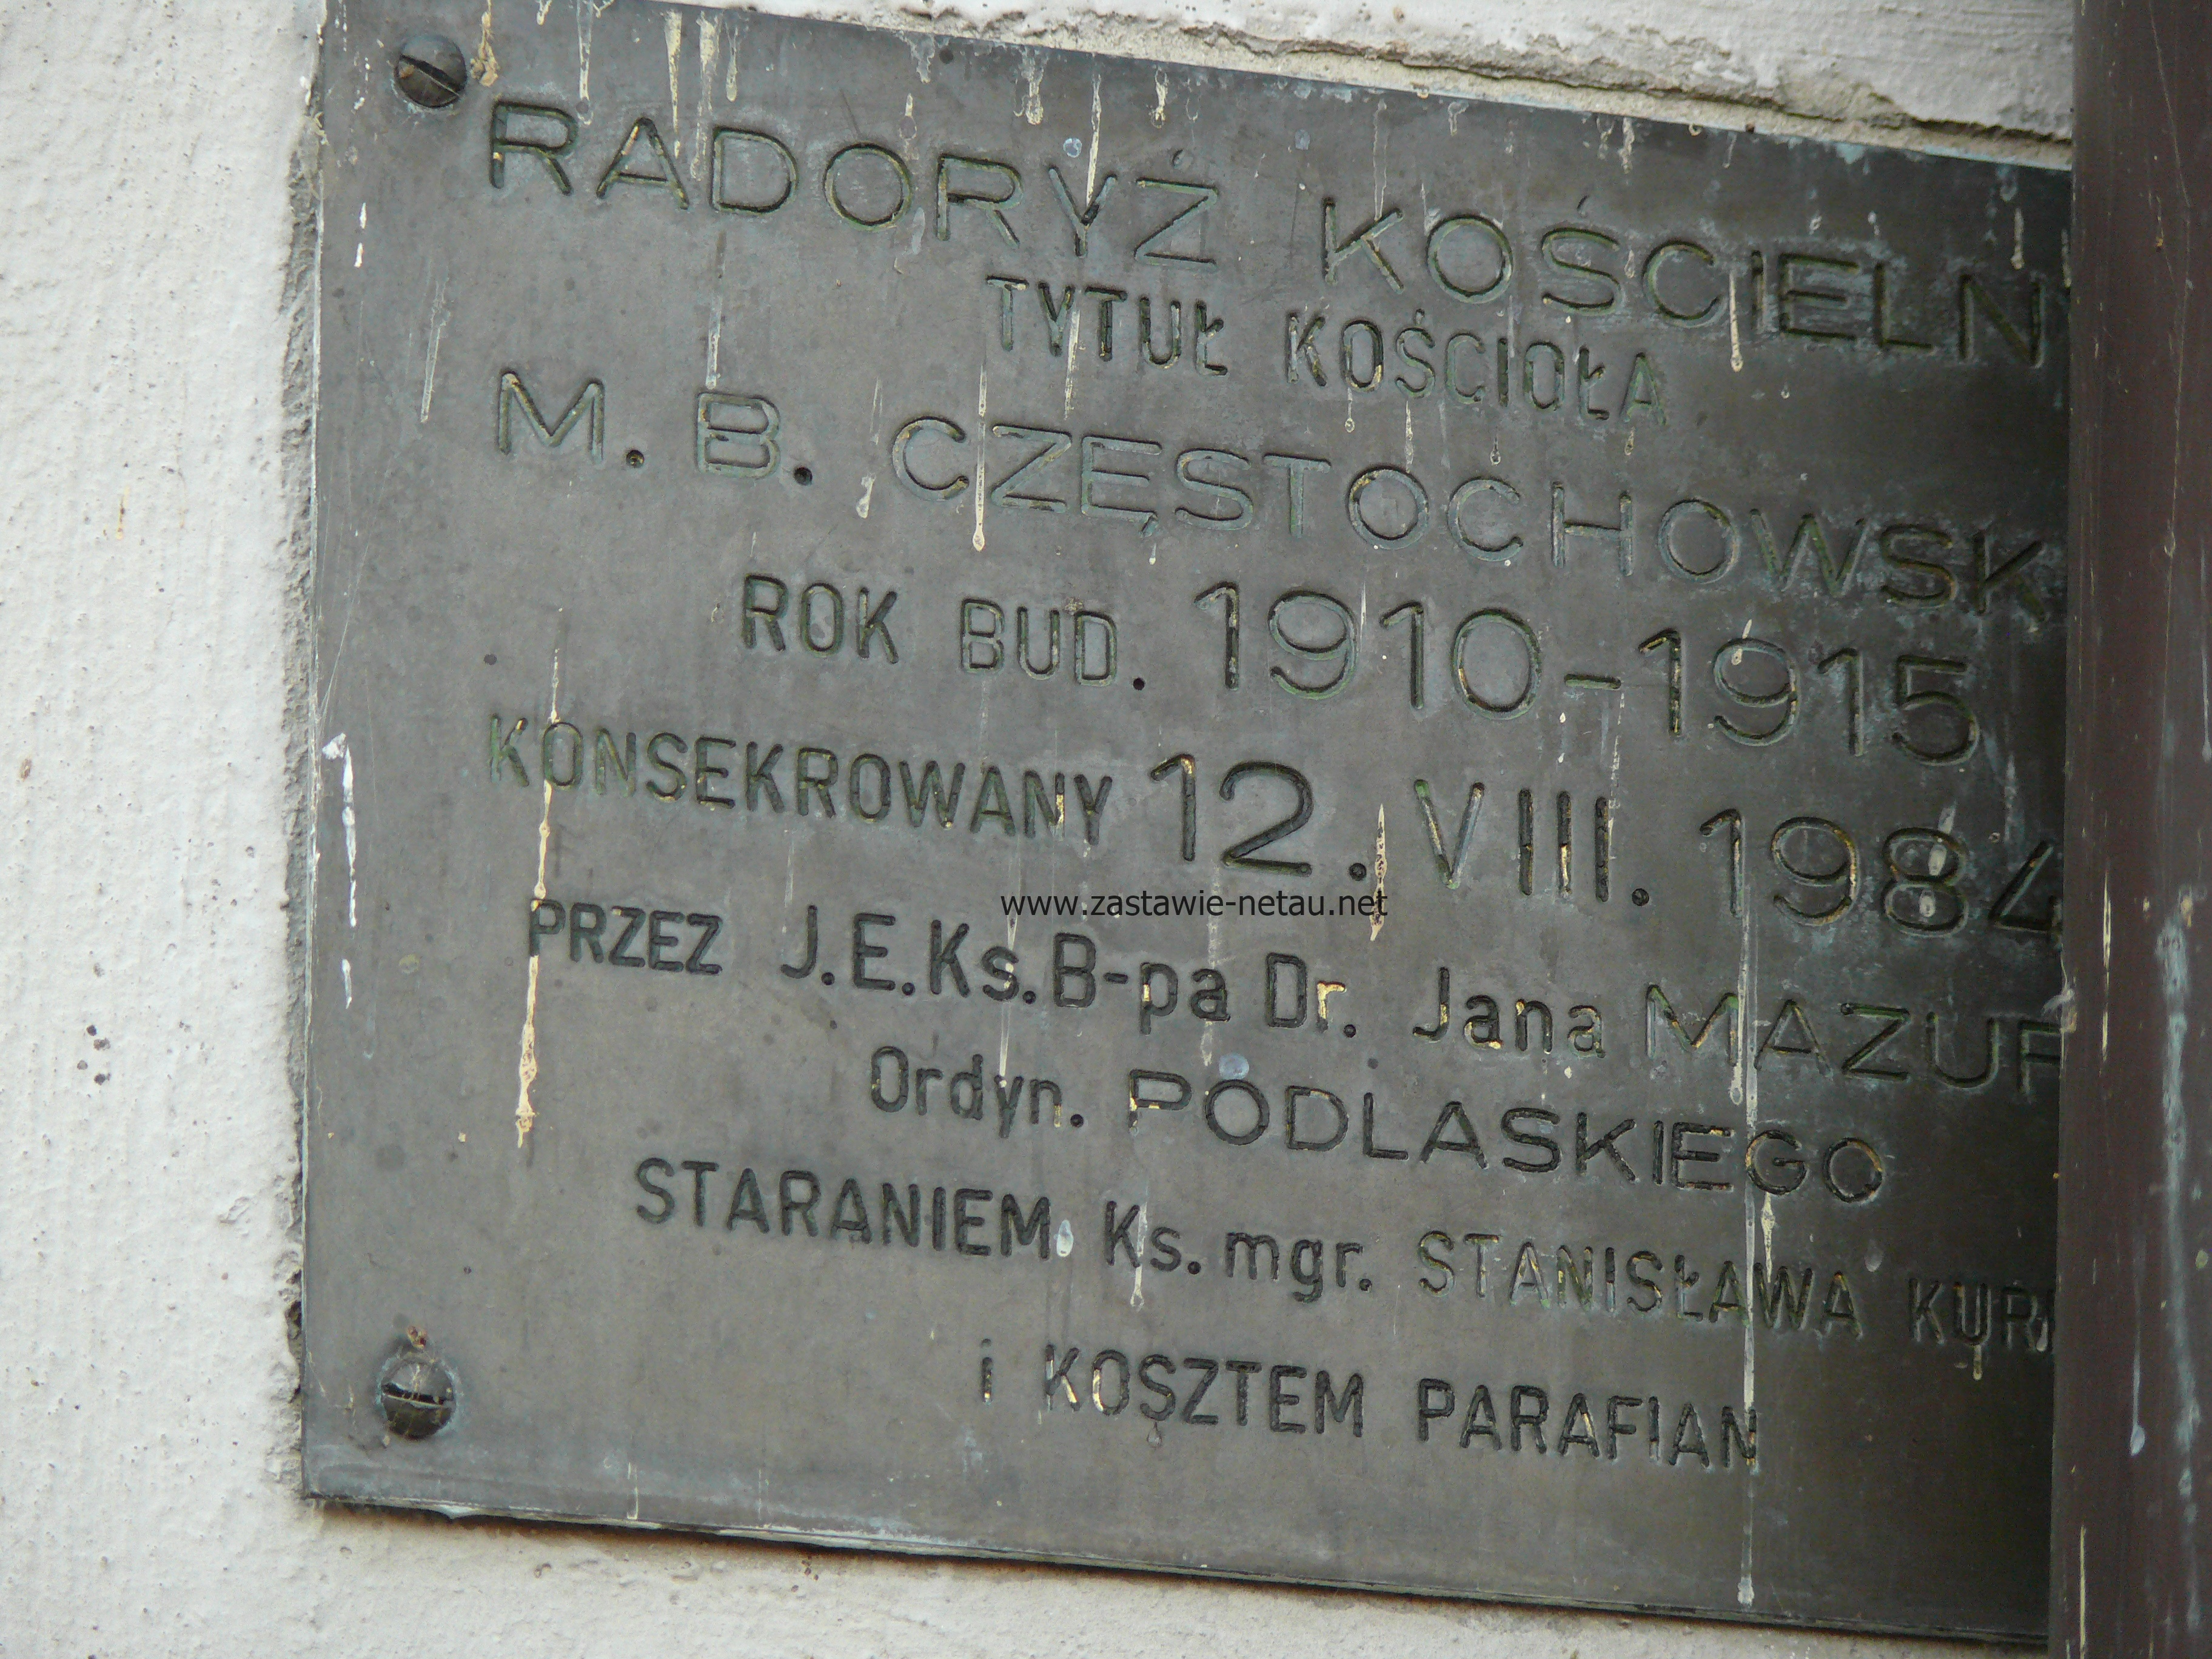 RADORYŻ KOŚCIELN
TYTUŁ KOŚCIOŁA
M. B. CZĘSTOCHOWSK
ROK BUD. 1910-1915
KONSEKROWANY 12. VIII. 1984
www.zastawie-netau.net
PRZEZ J.E.Ks.B-pa Dr. Jana MAZUR
Ordyn. PODLASKIEGO
STARANIEM Ks. mgr. STANISŁAWA
i KOSZTEM PARAFIAN